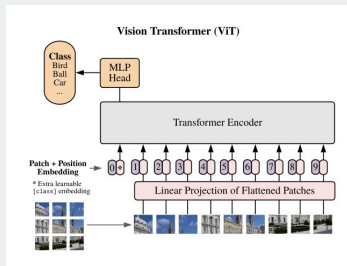 Vision Transformer (ViT)
Class
Bird
Ball
Car
...
MLP
Head
Transformer Encoder
Patch + Position
Embedding
0 * 1 2 3 4 5 6 7 8 9
* Extra learnable
[class] embedding
Linear Projection of Flattened Patches